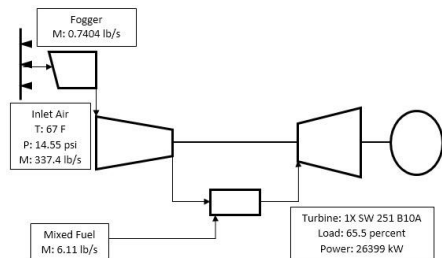 Fogger
M: 0.7404 lb/s
Inlet Air
T: 67 F
P: 14.55 psi
M: 337.4 lb/s
Mixed Fuel
M: 6.11 lb/s
Turbine: 1X SW 251 B10A
Load: 65.5 percent
Power: 26399 kW